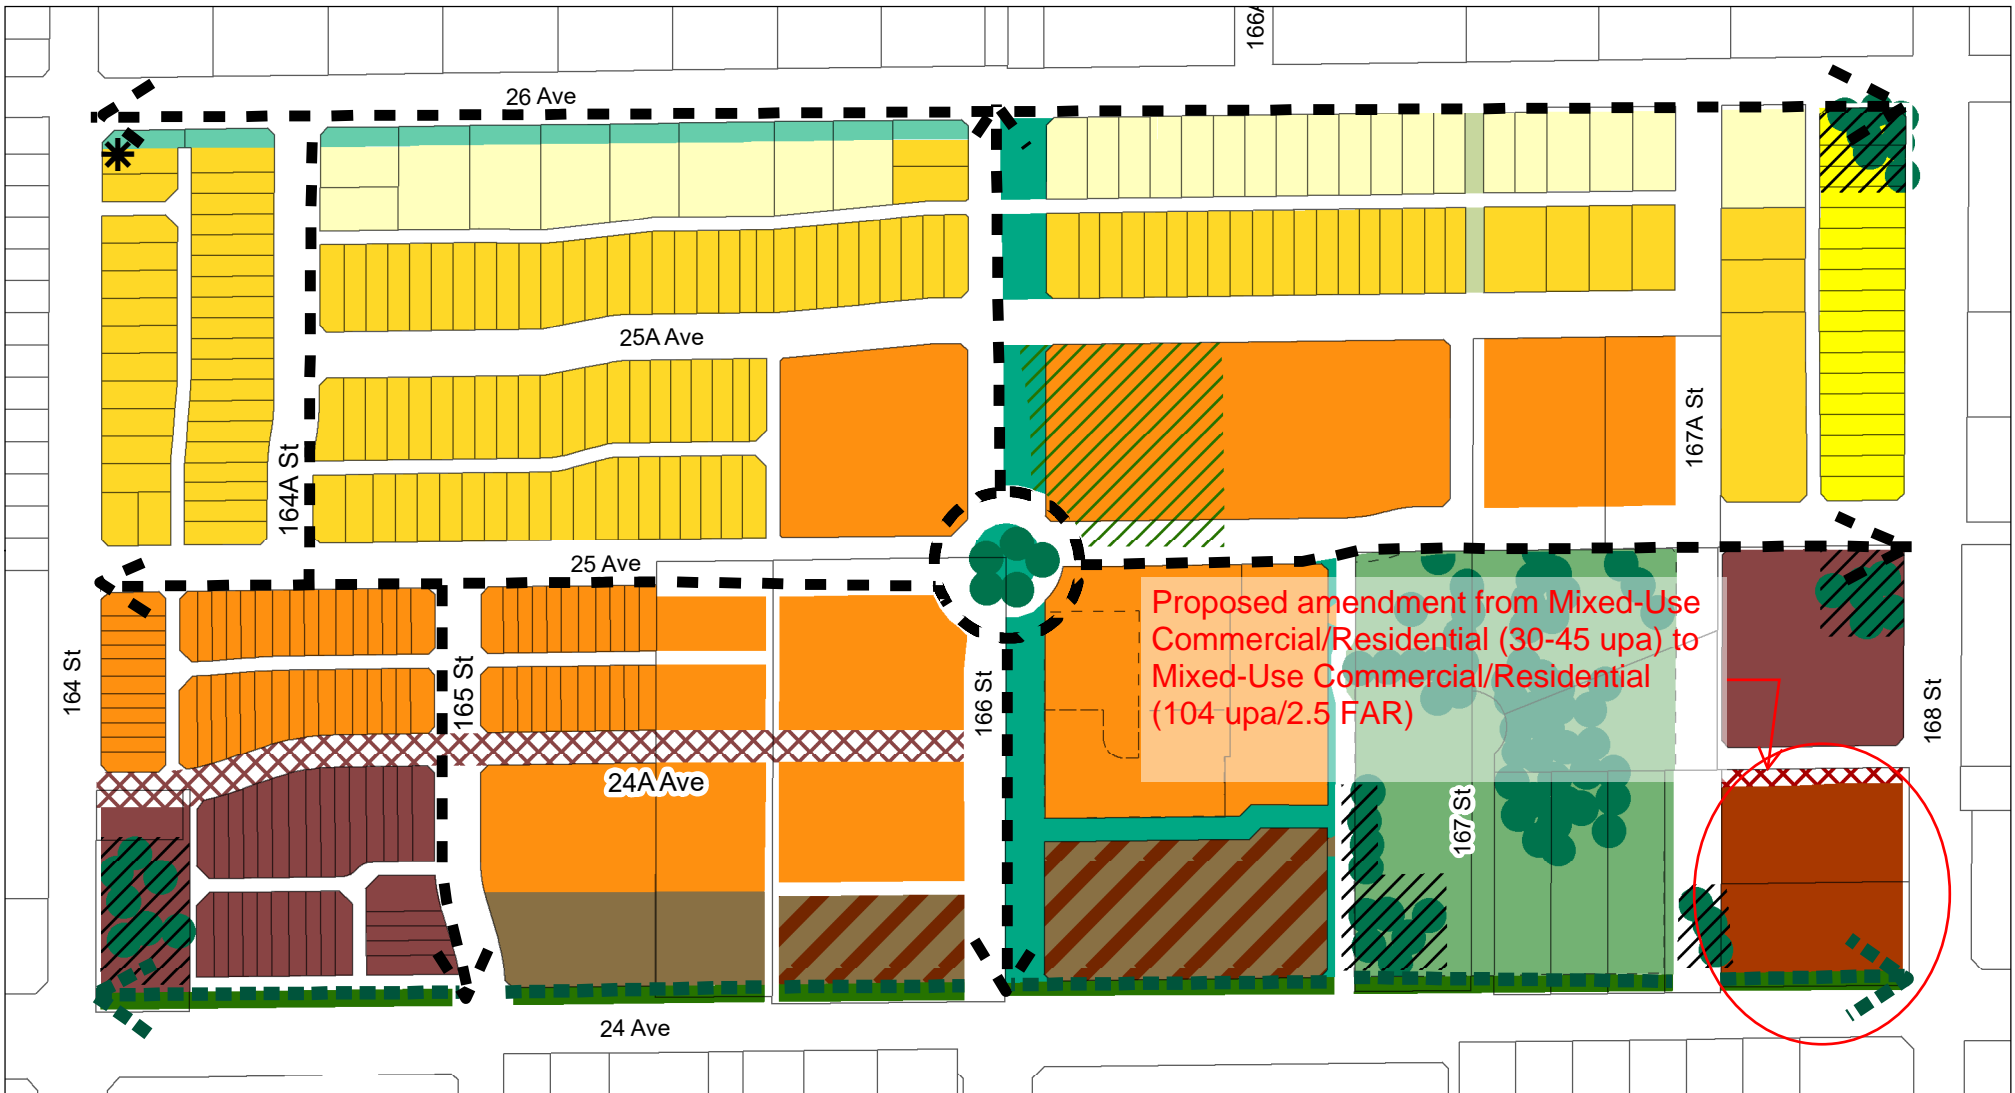 166A
26 Ave
25A Ave
164A St
167A St
25 Ave
Proposed amendment from Mixed-Use
Commercial/Residential (30-45 upa) to
Mixed-Use Commercial/Residential
(104 upa/2.5 FAR)
164 St
165 St
166 St
168 St
24A Ave
167 St
24 Ave